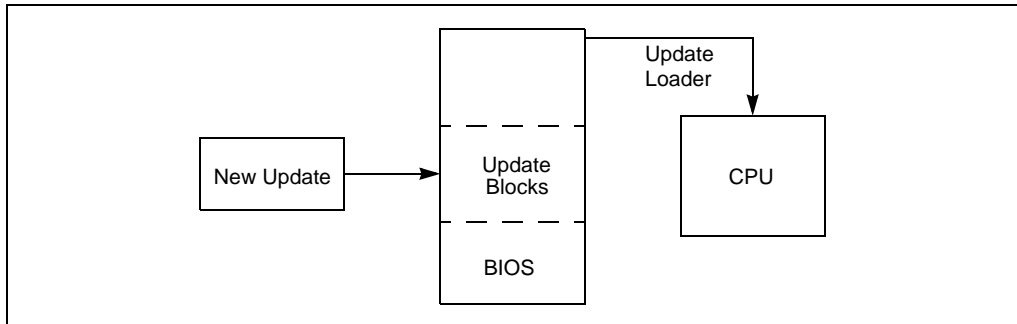 New Update
Update
Blocks
BIOS
Update
Loader
CPU